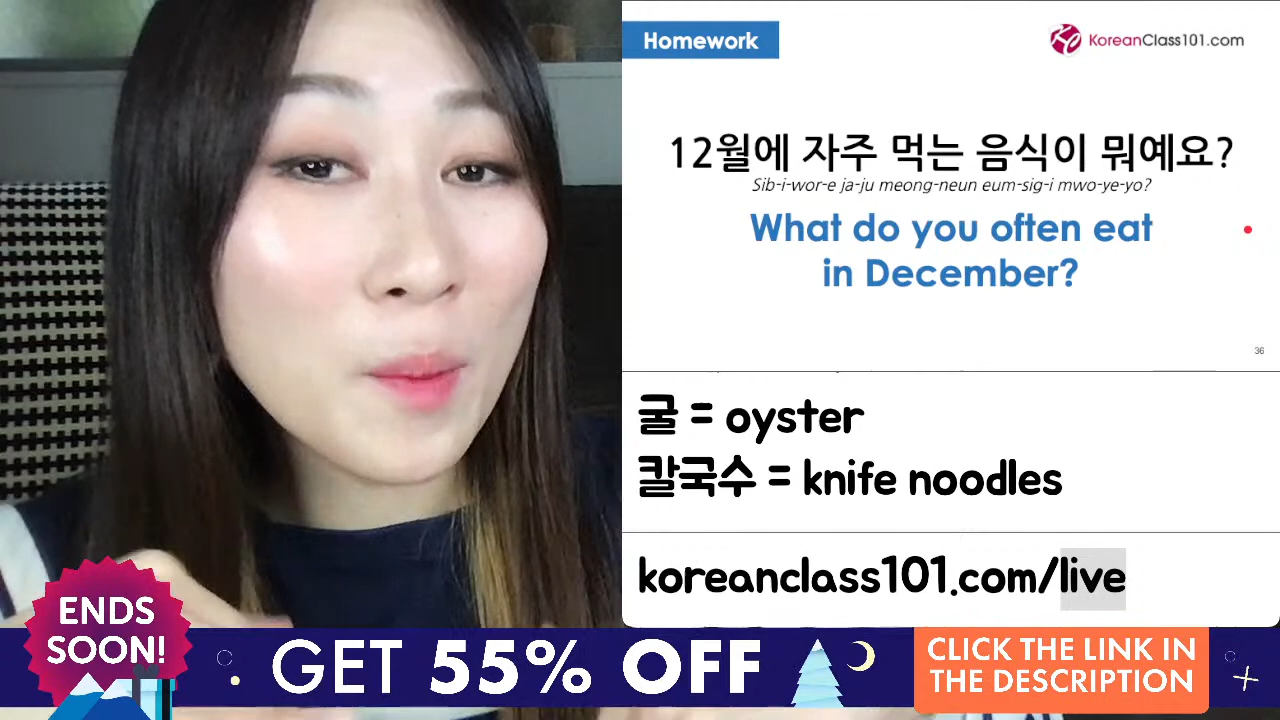 Homework
KoreanClass101.com
12월에 자주 먹는 음식이 뭐예요?
Sib-i-wor-e ja-ju meong-neun eum-sig-i mwo-ye-yo?
What do you often eat
in December?
36
굴 = oyster
칼국수 = knife noodles
koreanclass101.com/live
ENDS
SOON!
GET 55% OFF
CLICK THE LINK IN
THE DESCRIPTION